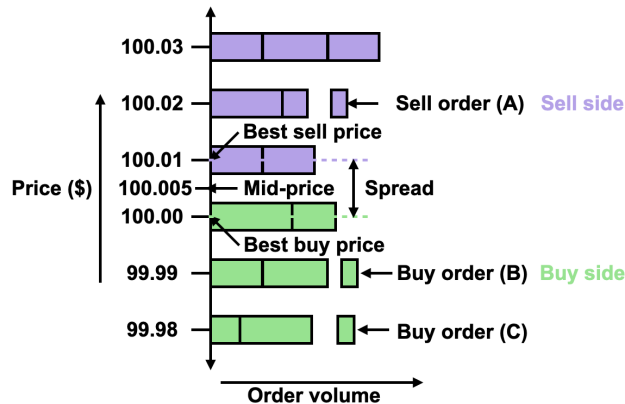 100.03
100.02
Sell order (A)
Sell side
Best sell price
100.01
Price ($)
100.005
Mid-price
Spread
100.00
Best buy price
99.99
Buy order (B)
Buy side
99.98
Buy order (C)
Order volume